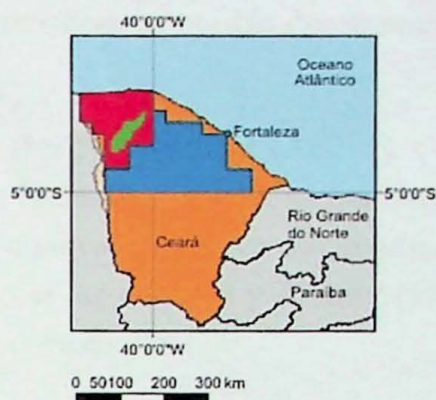 40°0'0"W
Oceano
Atlântico
Fortaleza
5°0'0"S
5°0'0"S
Rio Grande
do Norte
Ceará
Paraíba
40°0'0"W
0 50100 200 300 km